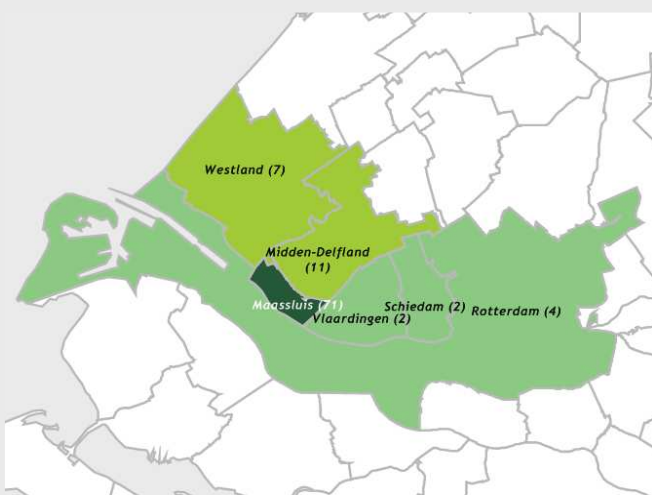 Westland (7)
Midden-Delfland
(11)
Maassluis (71)
Schiedam (2)
Vlaardingen (2)
Rotterdam (4)